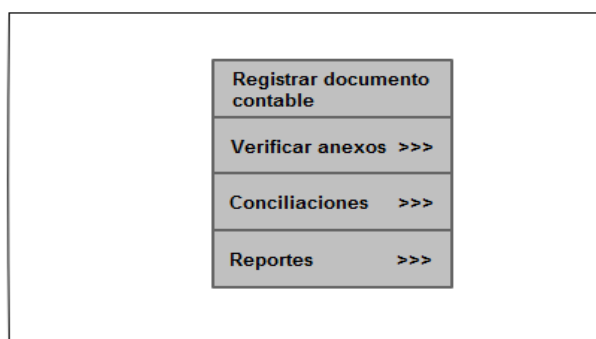 Registrar documento
contable
Verificar anexos >>>
Conciliaciones >>>
Reportes >>>